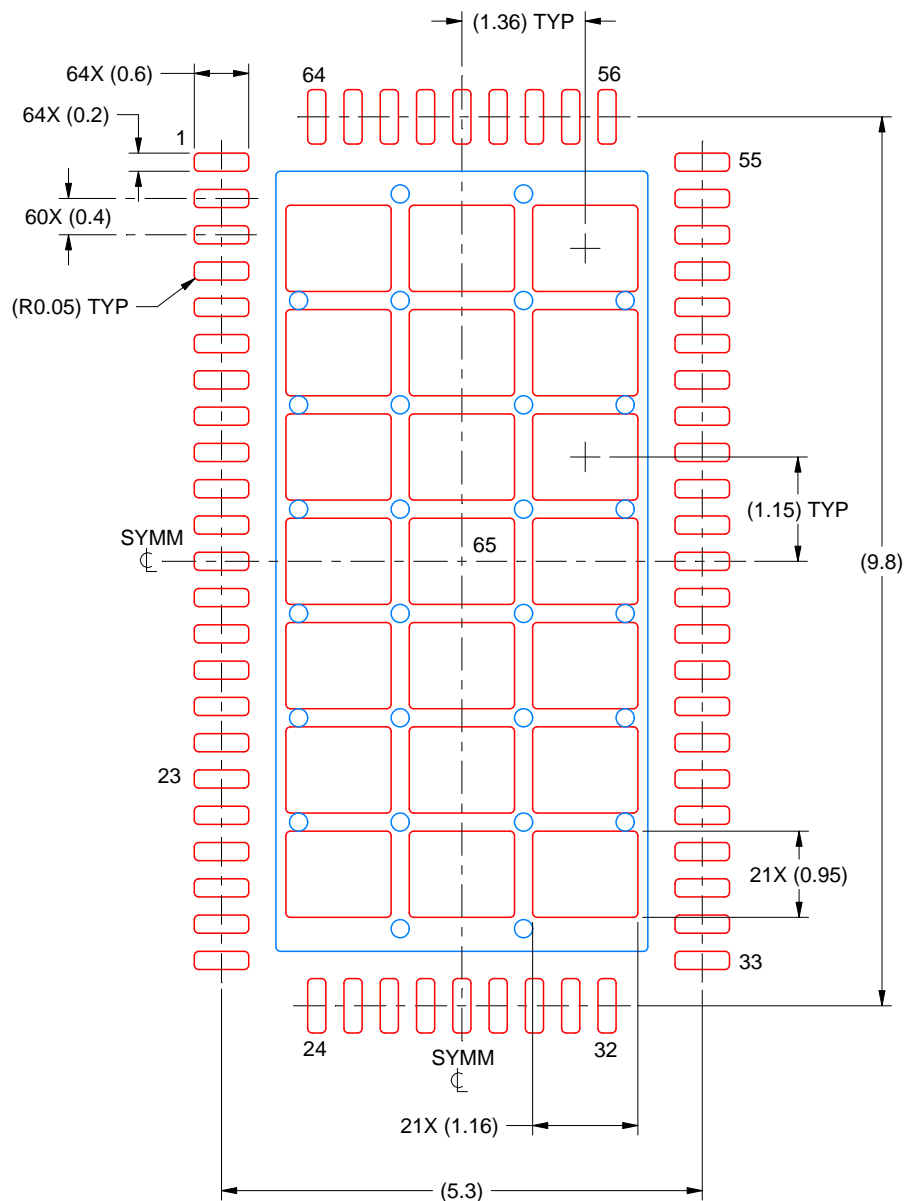 (1.36) TYP
64X (0.6)
64
56
64X (0.2)
1
55
60X (0.4)
(R0.05) TYP
(1.15) TYP
SYMM
65
(9.8)
23
21X (0.95)
33
24
32
SYMM
21X (1.16)
(5.3)